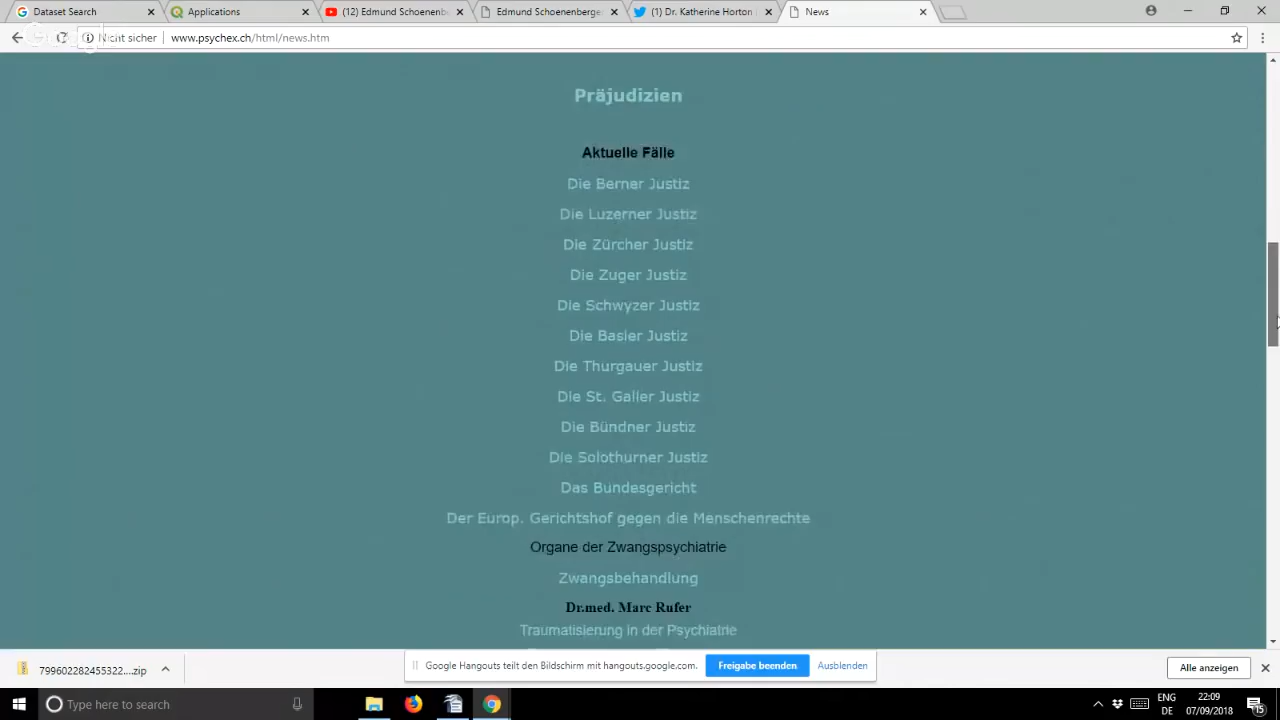 Dataset Search
Applications
(12) Edmund Schoenenb
Edmund Schoenenberge
(1) Dr. Katherine Horton
News
Nicht sicher
www.psychex.ch/html/news.htm
Präjudizien
Aktuelle Fälle
Die Berner Justiz
Die Luzerner Justiz
Die Zürcher Justiz
Die Zuger Justiz
Die Schwyzer Justiz
Die Basler Justiz
Die Thurgauer Justiz
Die St. Galler Justiz
Die Bündner Justiz
Die Solothurner Justiz
Das Bundesgericht
Der Europ. Gerichtshof gegen die Menschenrechte
Organe der Zwangspsychiatrie
Zwangsbehandlung
Dr.med. Marc Rufer
Traumatisierung in der Psychiatrie
799602282455322....zip
Google Hangouts teilt den Bildschirm mit hangouts.google.com.
Freigabe beenden
Ausblenden
Alle anzeigen
Type here to search
ENG
DE
22:09
07/09/2018
15